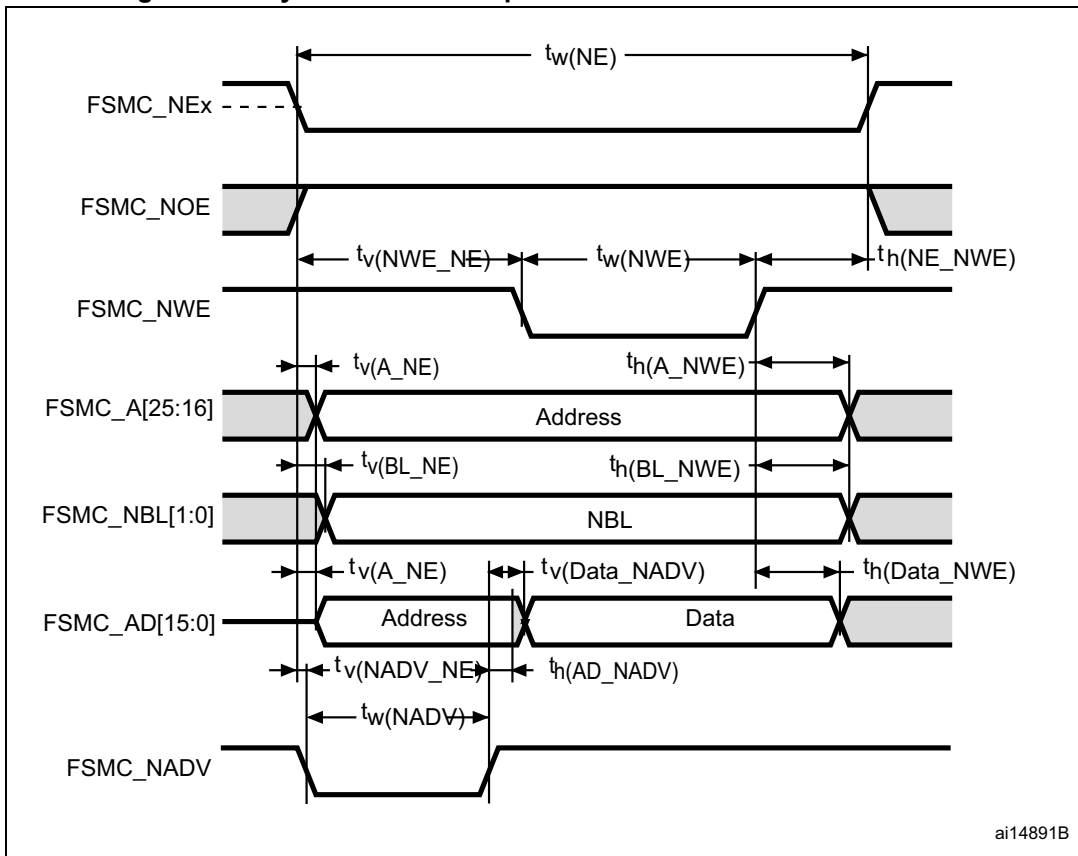 tw(NE)
FSMC_NEx
FSMC_NOE
tv(NWE_NE)
tw(NWE)
th(NE_NWE)
FSMC_NWE
tv(A_NE)
th(A_NWE)
FSMC_A[25:16]
Address
tv(BL_NE)
th(BL_NWE)
FSMC_NBL[1:0]
NBL
tv(A_NE)
tv(Data_NADV)
th(Data_NWE)
FSMC_AD[15:0]
Address
Data
tv(NADV_NE)
th(AD_NADV)
tw(NADV)
FSMC_NADV
ai14891B